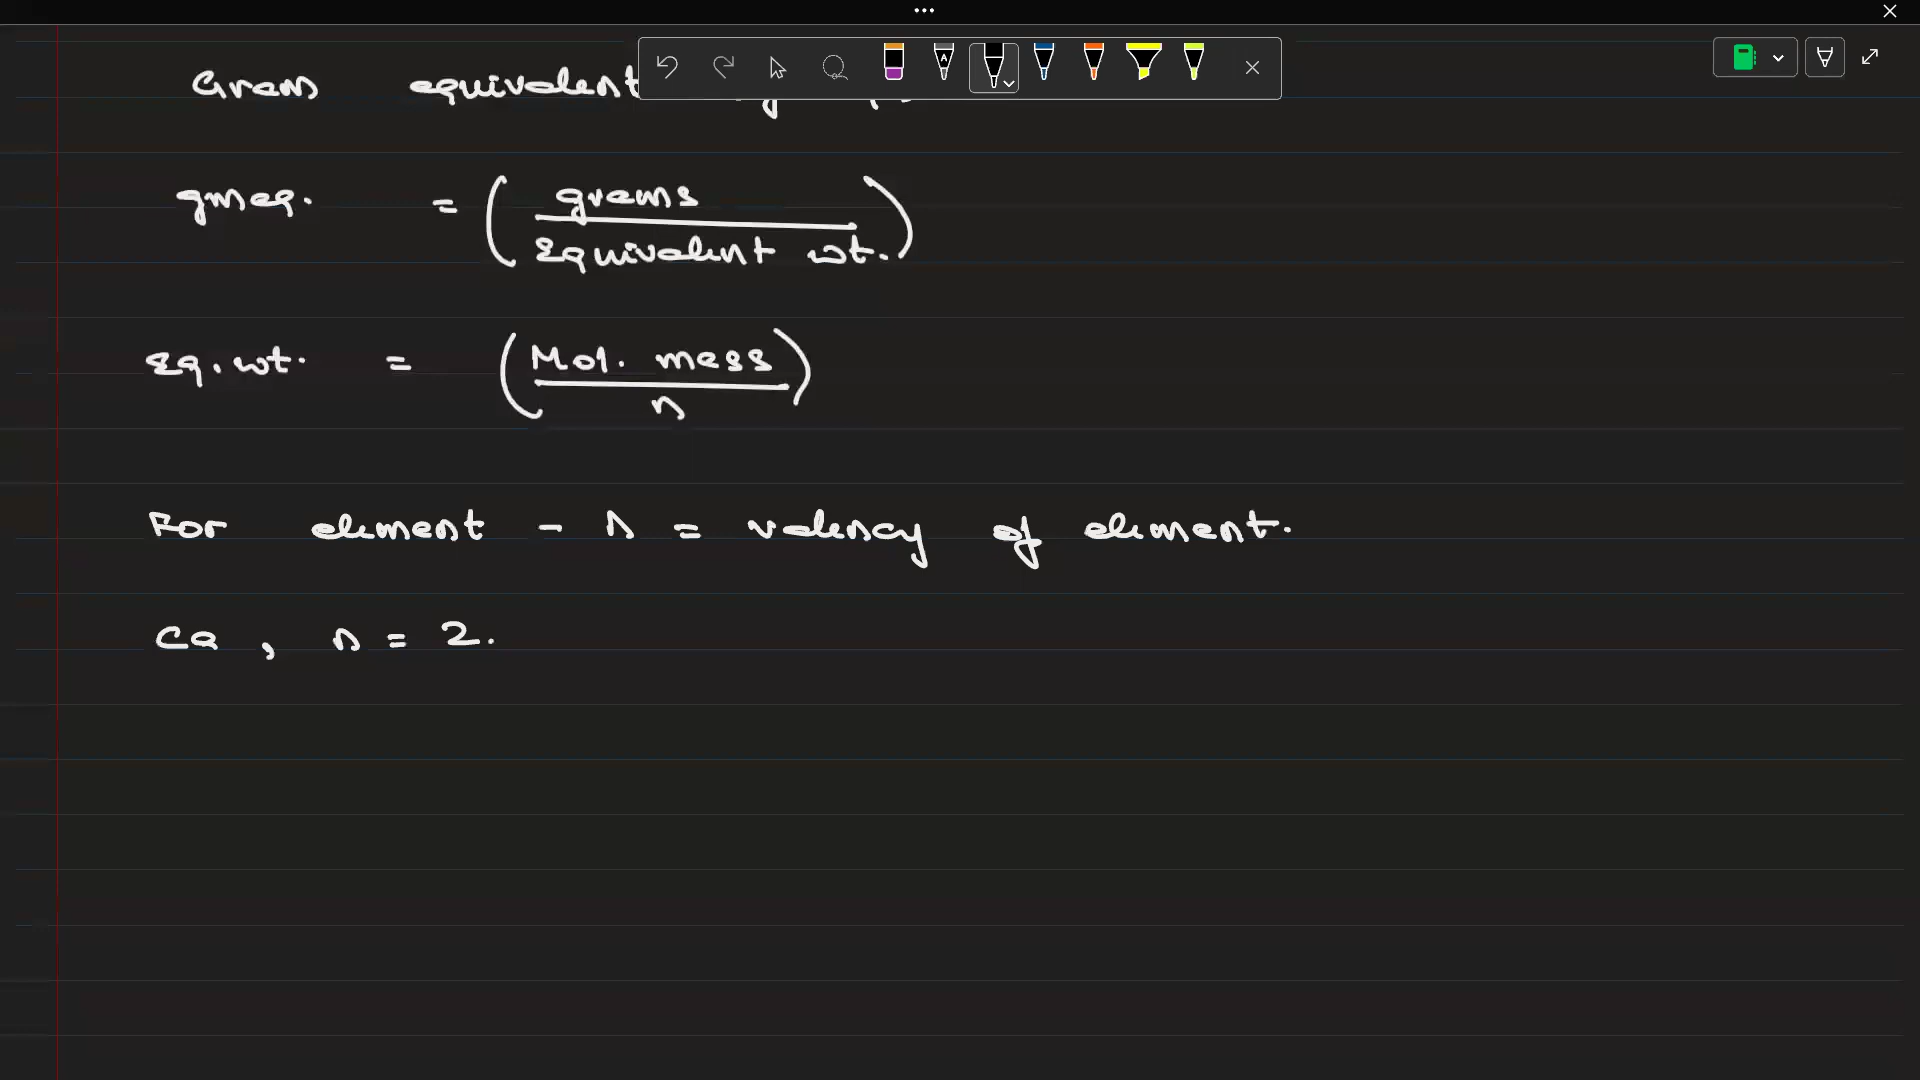 Gram equivalent
gmeq. = ( grams / Equivalent wt. )
Eq. wt. = ( Mol. mass / n )
For element - n = valency of element.
Ca , n = 2.